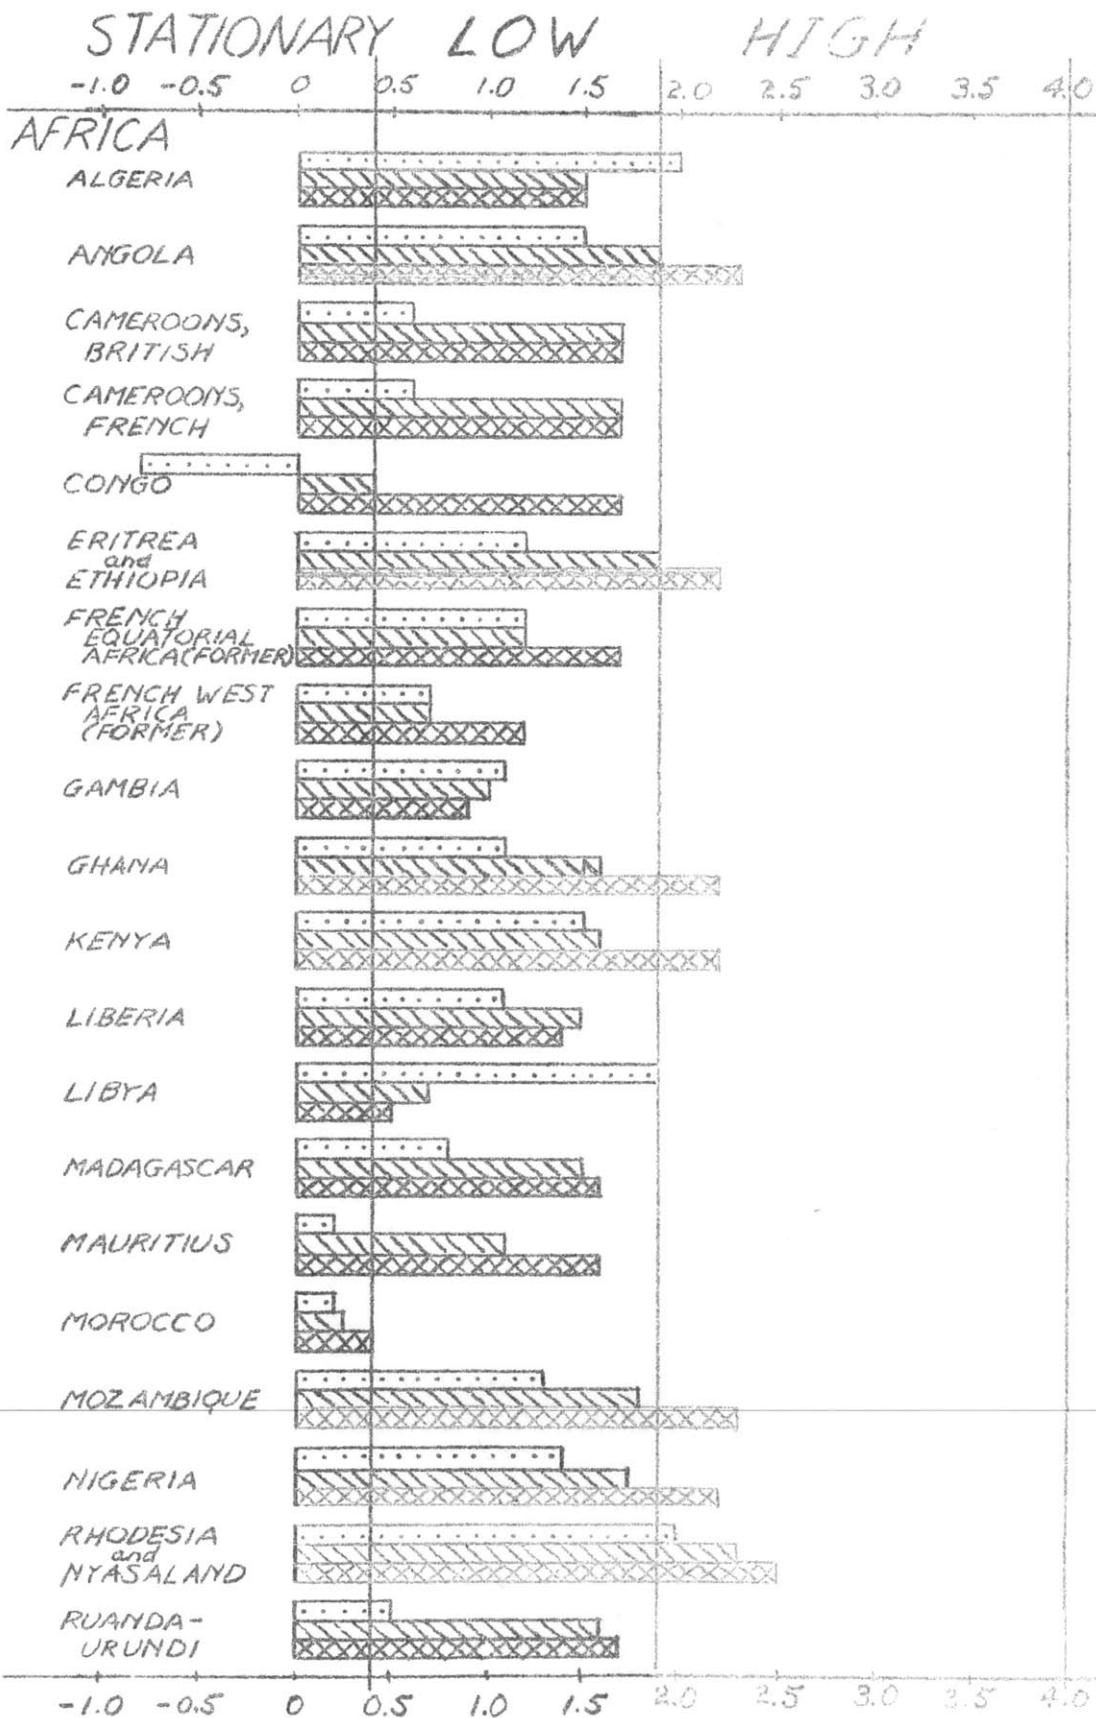 STATIONARY LOW HIGH
-1.0 -0.5 0 0.5 1.0 1.5 2.0 2.5 3.0 3.5 4.0
AFRICA
ALGERIA
ANGOLA
CAMEROONS,
BRITISH
CAMEROONS,
FRENCH
CONGO
ERITREA
and
ETHIOPIA
FRENCH
EQUATORIAL
AFRICA (FORMER)
FRENCH WEST
AFRICA
(FORMER)
GAMBIA
GHANA
KENYA
LIBERIA
LIBYA
MADAGASCAR
MAURITIUS
MOROCCO
MOZAMBIQUE
NIGERIA
RHODESIA
and
NYASALAND
RUANDA-
URUNDI
-1.0 -0.5 0 0.5 1.0 1.5 2.0 2.5 3.0 3.5 4.0